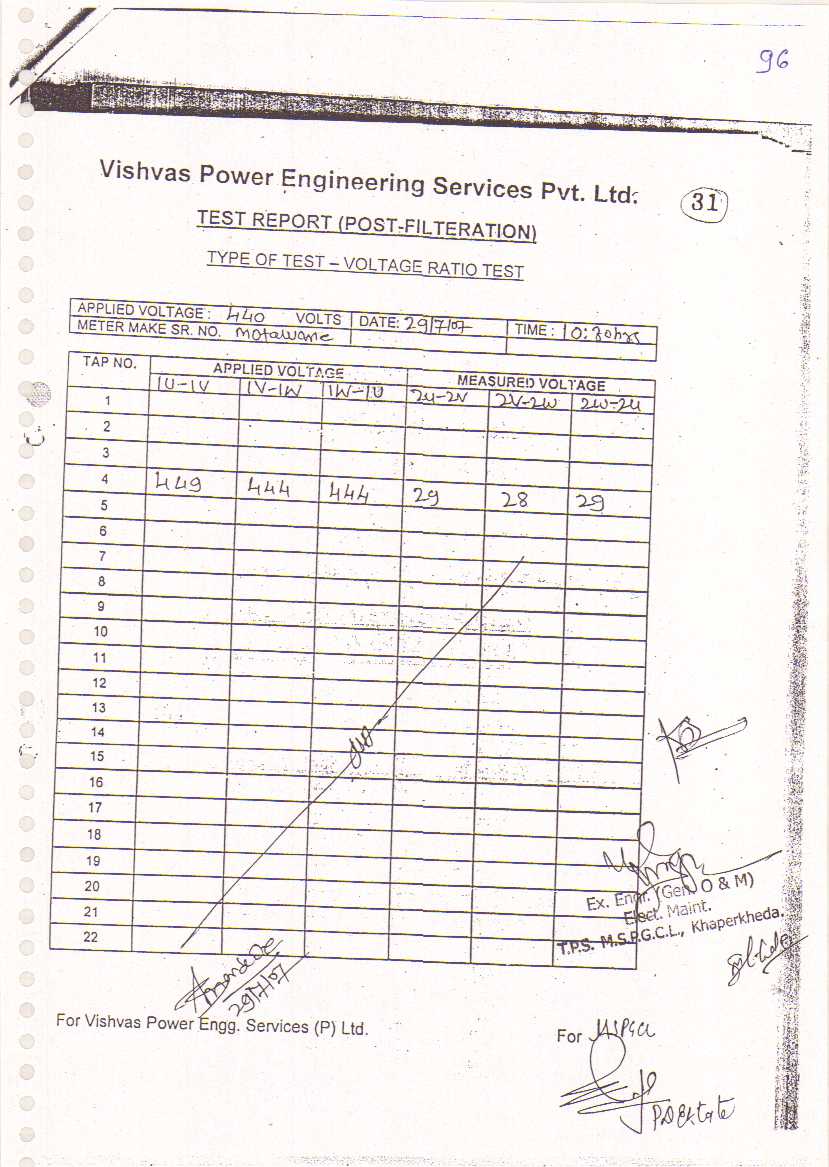 96
Vishvas Power Engineering Services Pvt. Ltd.
31
TEST REPORT (POST-FILTERATION)
TYPE OF TEST – VOLTAGE RATIO TEST
APPLIED VOLTAGE : 440 VOLTS DATE: 29/7/07 TIME : 10:30hrs
METER MAKE SR. NO. Motawane
TAP NO. APPLIED VOLTAGE MEASURED VOLTAGE
1U-1V 1V-1W 1W-1U 2U-2V 2V-2W 2W-2U
1
2
3
4
449 444 444 29 28 29
5
6
7
8
9
10
11
12
13
14
15
16
17
18
19
20
21
22
Ex. Engr. (Gen. O & M)
Elect. Maint.
T.P.S. M.S.P.G.C.L., Khaperkheda.
29/7/07
For Vishvas Power Engg. Services (P) Ltd.
For MSPGCL